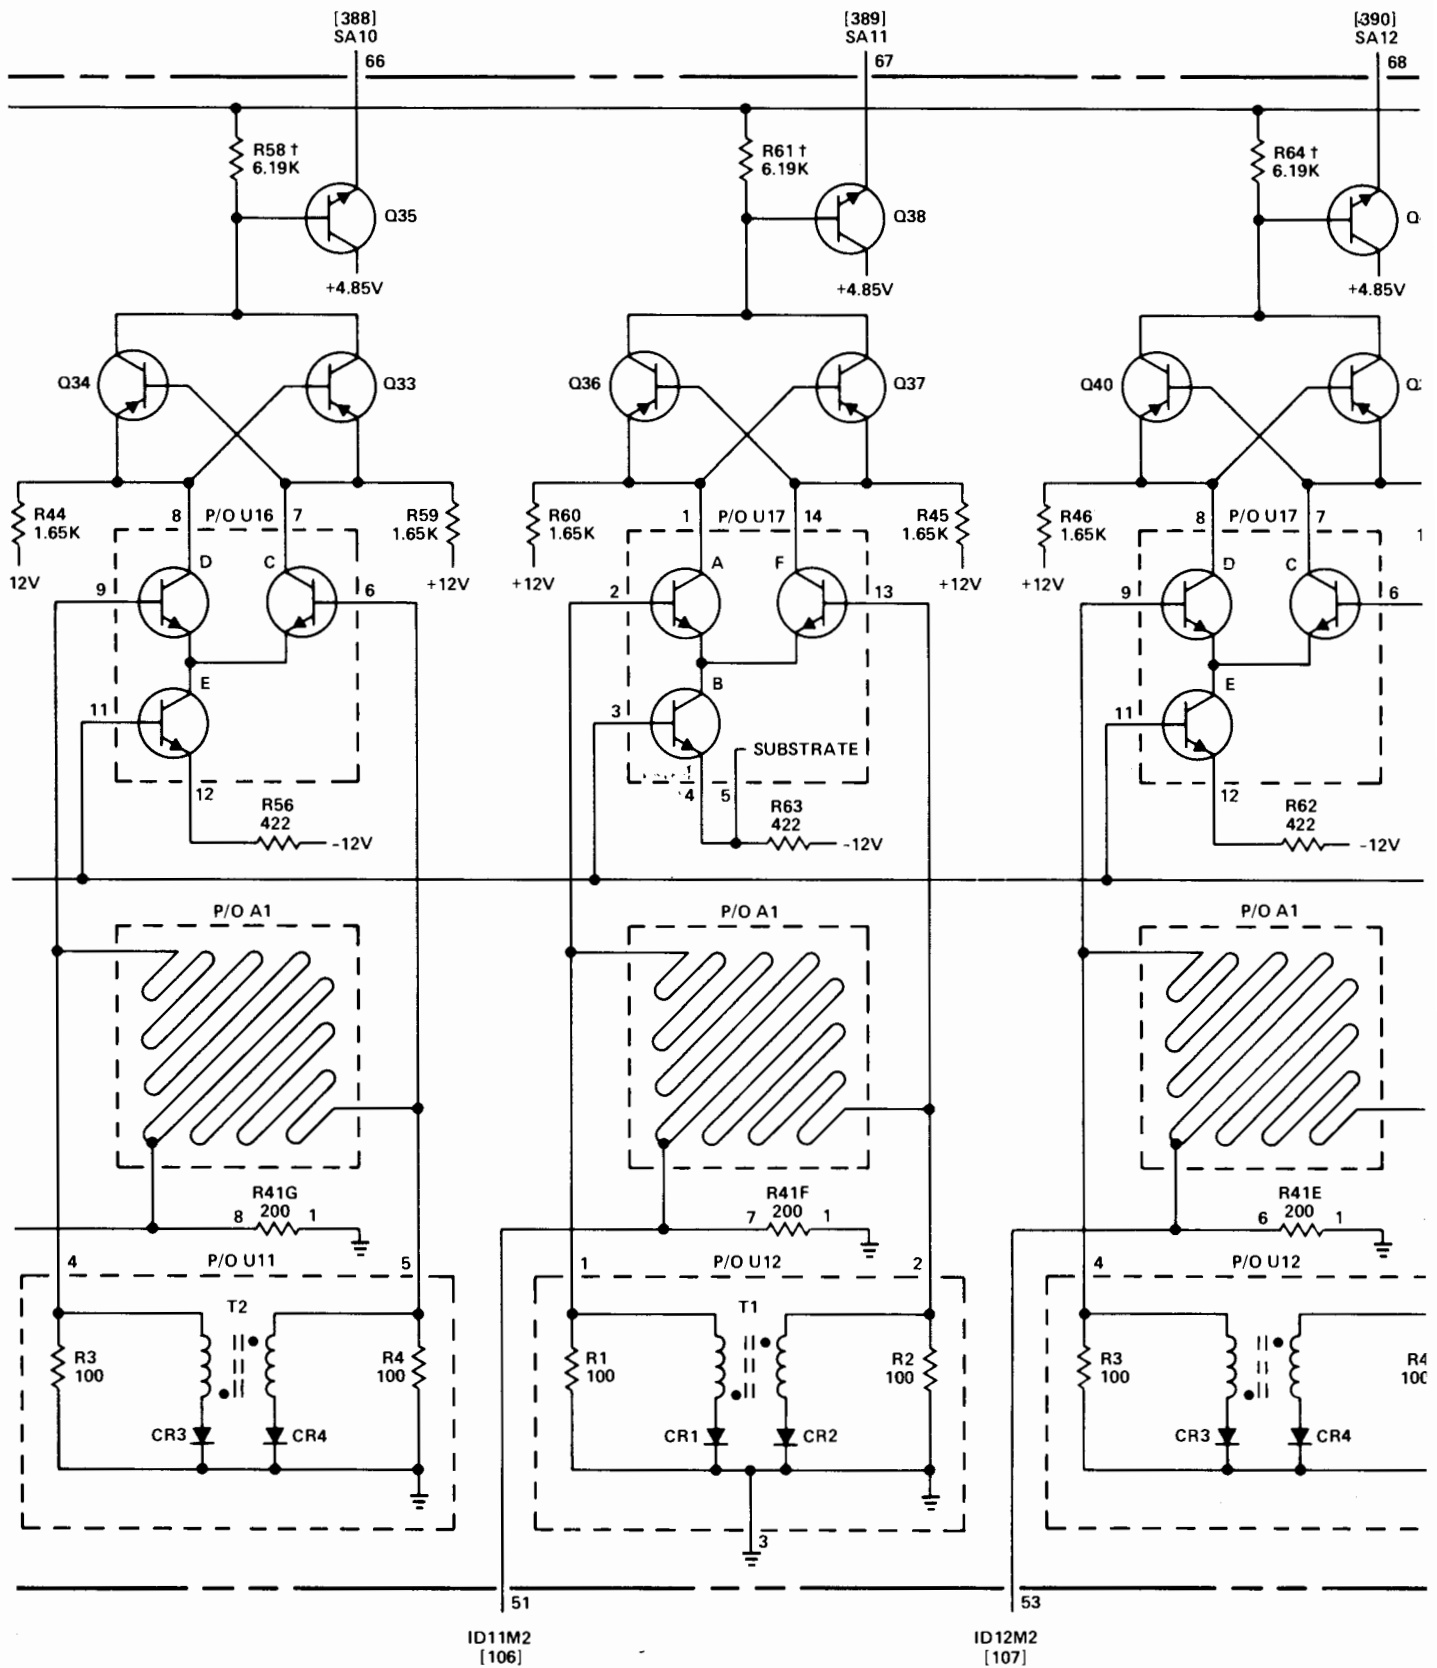 [388]
SA10
66
[389]
SA11
67
[390]
SA12
68
R58 †
6.19K
R61 †
6.19K
R64 †
6.19K
Q35
Q38
+4.85V
+4.85V
+4.85V
Q34
Q33
Q36
Q37
Q40
R44
1.65K
12V
8
P/O U16
7
R59
1.65K
+12V
R60
1.65K
+12V
1
P/O U17
14
R45
1.65K
+12V
R46
1.65K
+12V
8
P/O U17
7
1
D
C
9
6
E
11
12
R56
422
-12V
A
F
2
13
B
3
SUBSTRATE
4
5
R63
422
-12V
D
C
9
6
E
11
12
R62
422
-12V
P/O A1
P/O A1
P/O A1
8
R41G
200
1
7
R41F
200
1
6
R41E
200
1
4
P/O U11
5
1
P/O U12
2
4
P/O U12
T2
T1
R3
100
R4
100
CR3
CR4
R1
100
R2
100
CR1
CR2
3
R3
100
R4
100
CR3
CR4
51
ID11M2
[106]
53
ID12M2
[107]